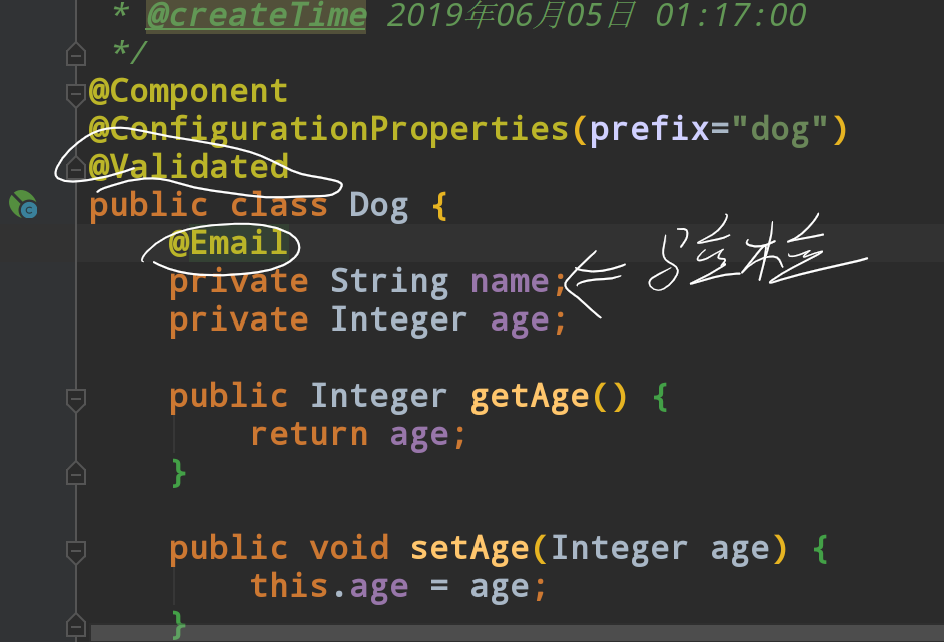 * @createTime 2019年06月05日 01:17:00
*/
@Component
@ConfigurationProperties(prefix="dog")
@Validated
public class Dog {
@Email
private String name; 验检
private Integer age;
public Integer getAge() {
return age;
}
public void setAge(Integer age) {
this.age = age;
}